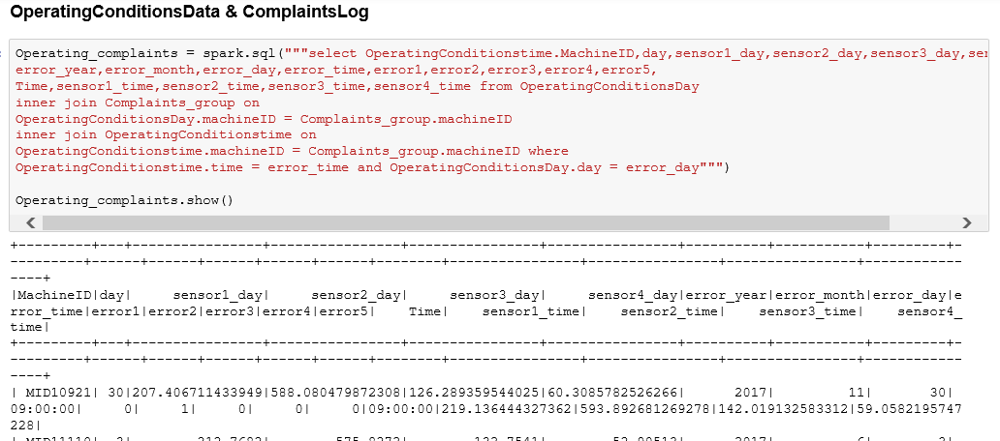 OperatingConditionsData & ComplaintsLog
Operating_complaints = spark.sql("""select OperatingConditionstime.MachineID,day,sensor1_day,sensor2_day,sensor3_day,ser
error_year,error_month,error_day,error_time,error1,error2,error3,error4,error5,
Time,sensor1_time,sensor2_time,sensor3_time,sensor4_time from OperatingConditionsDay
inner join Complaints_group on
OperatingConditionsDay.machineID = Complaints_group.machineID
inner join OperatingConditionstime on
OperatingConditionstime.machineID = Complaints_group.machineID where
OperatingConditionstime.time = error_time and OperatingConditionsDay.day = error_day""")
Operating_complaints.show()
+---------+---+----------------+----------------+----------------+----------------+----------+-----------+---------+-
---------+------+------+------+------+------+--------+----------------+----------------+----------------+------------
----+
|MachineID|day|     sensor1_day|     sensor2_day|     sensor3_day|     sensor4_day|error_year|error_month|error_day|e
rror_time|error1|error2|error3|error4|error5|    Time|    sensor1_time|    sensor2_time|    sensor3_time|    sensor4_
time|
+---------+---+----------------+----------------+----------------+----------------+----------+-----------+---------+-
---------+------+------+------+------+------+--------+----------------+----------------+----------------+------------
----+
| MID10921| 30|207.406711433949|588.080479872308|126.289359544025|60.3085782526266|      2017|         11|       30|
09:00:00|     0|     1|     0|     0|     0|09:00:00|219.136444327362|593.892681269278|142.019132583312|59.0582195747
228|